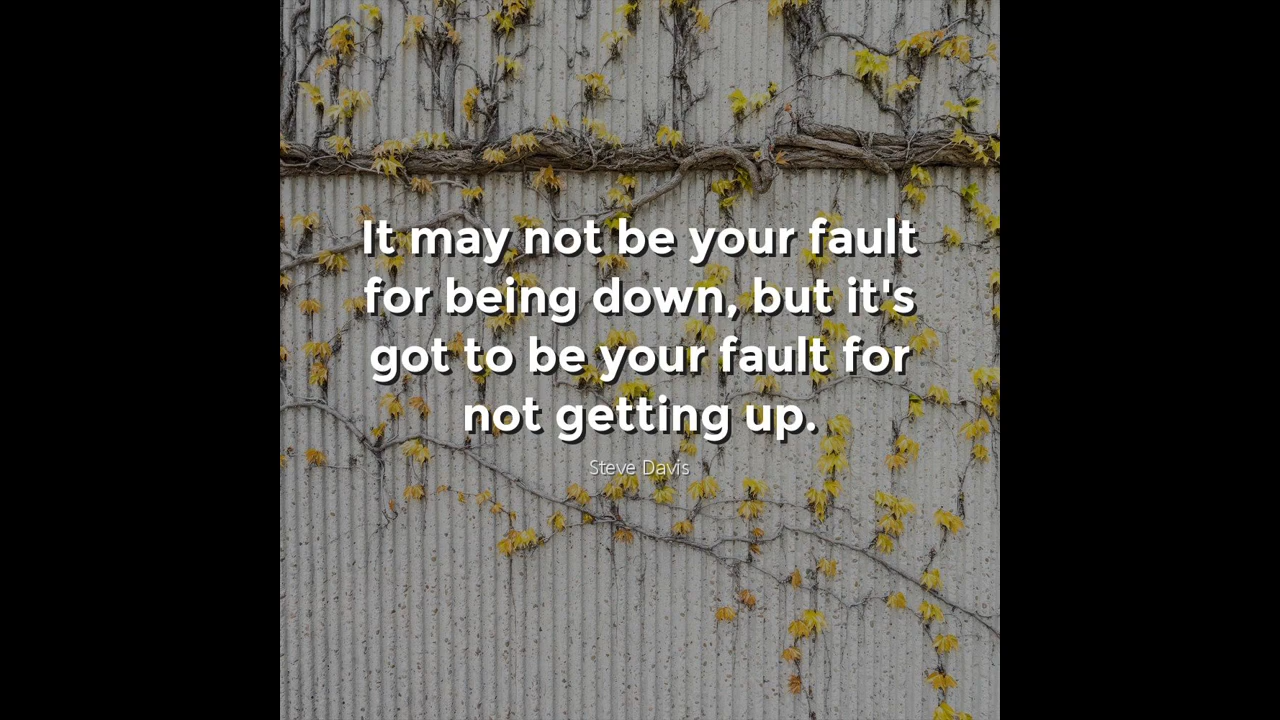 It may not be your fault
for being down, but it's
got to be your fault for
not getting up.
Steve Davis